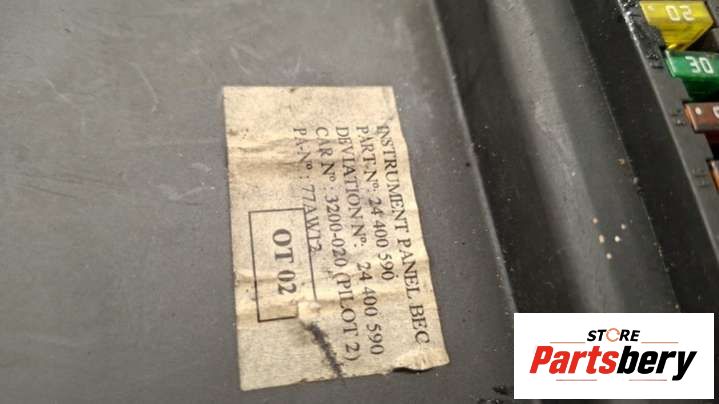 INSTRUMENT PANEL BEC
PART-Nº: 24 400 590
DEVIATION Nº: 24 400 590
CAR Nº : 3200-020 (PILOT 2)
PA-Nº : 77AW12
OT 02
20
30
STORE
Partsbery